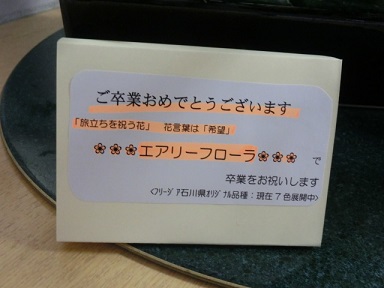 ご卒業おめでとうございます
「旅立ちを祝う花」 花言葉は「希望」
❀❀❀エアリーフローラ❀❀❀ で
卒業をお祝いします
<ﾌﾘｰｼﾞｱ石川県ｵﾘｼﾞﾅﾙ品種：現在７色展開中>